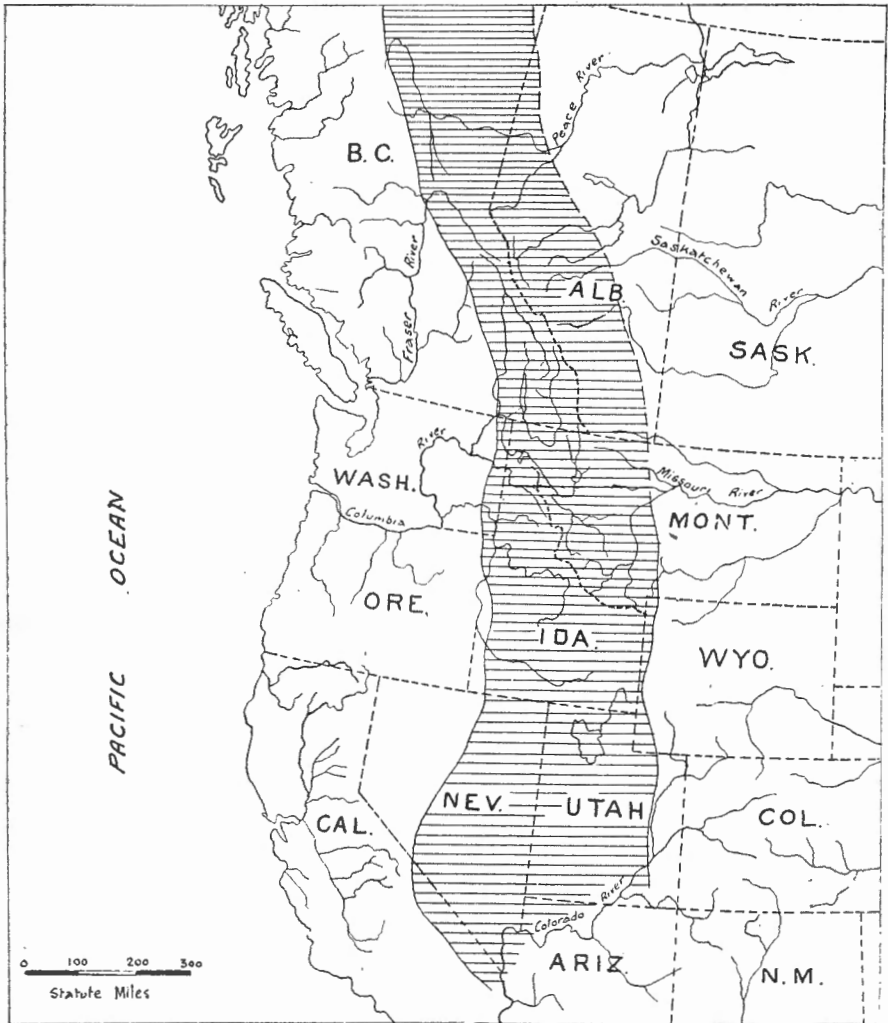 Peace River
B.C.
Saskatchewan River
ALB.
Fraser River
SASK.
River
WASH.
Missouri River
MONT.
Columbia
PACIFIC OCEAN
ORE.
IDA.
WYO.
NEV.
UTAH
COL.
CAL.
Colorado River
ARIZ.
N.M.
0 100 200 300
Statute Miles